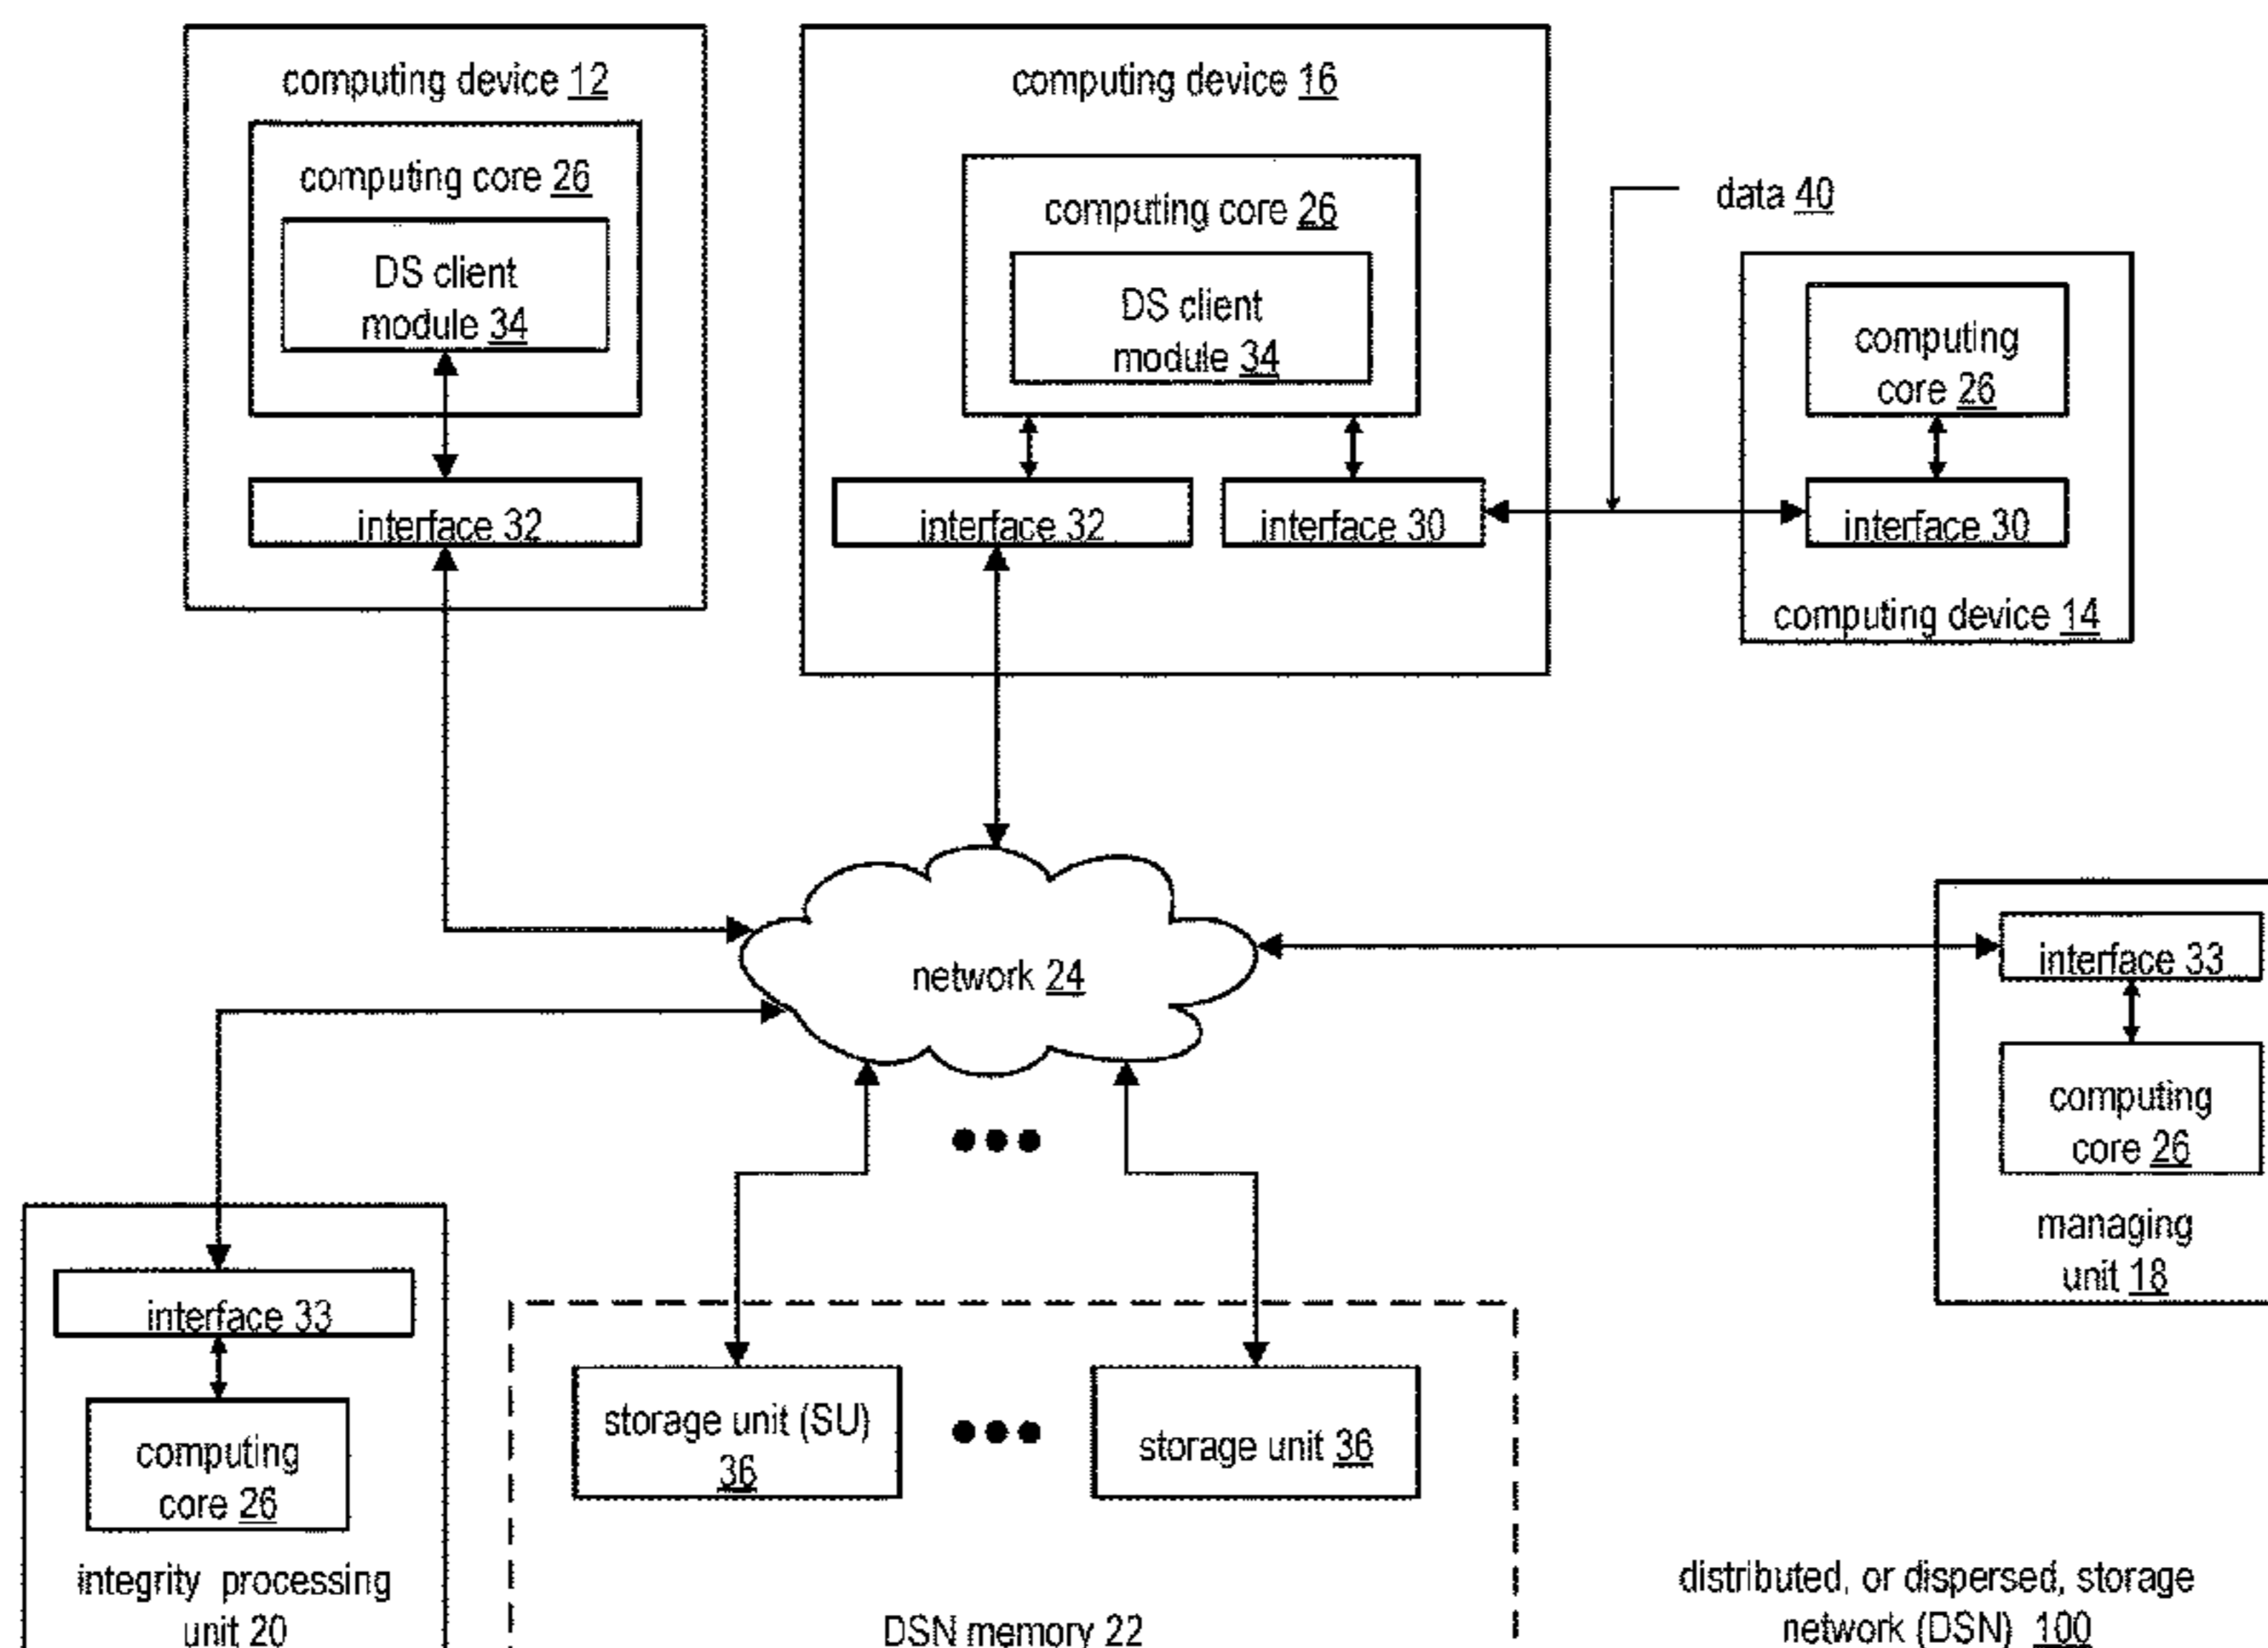 computing device 12
computing core 26
DS client
module 34
interface 32
computing device 16
computing core 26
DS client
module 34
interface 32
interface 30
data 40
computing
core 26
interface 30
computing device 14
network 24
interface 33
computing
core 26
managing
unit 18
interface 33
computing
core 26
integrity processing
unit 20
storage unit (SU)
36
storage unit 36
DSN memory 22
distributed, or dispersed, storage
network (DSN) 100